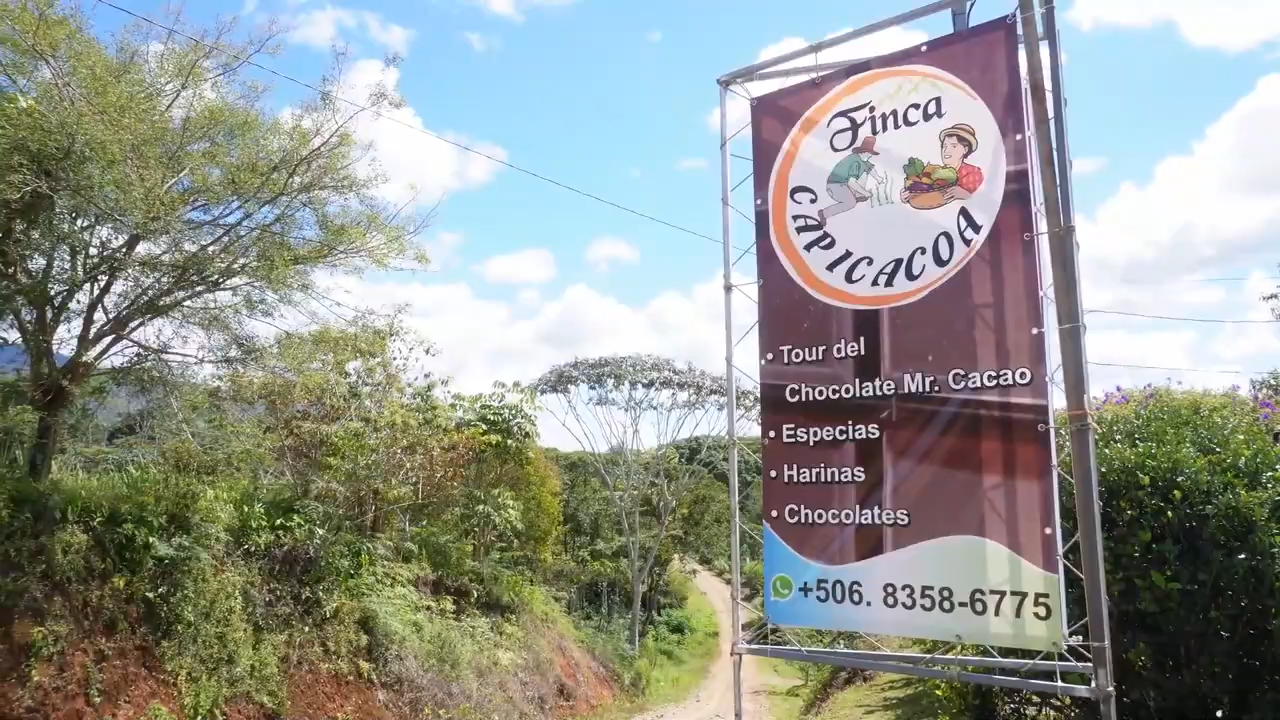 Finca
CAPICACOA
• Tour del
Chocolate Mr. Cacao
• Especias
• Harinas
• Chocolates
+506. 8358-6775